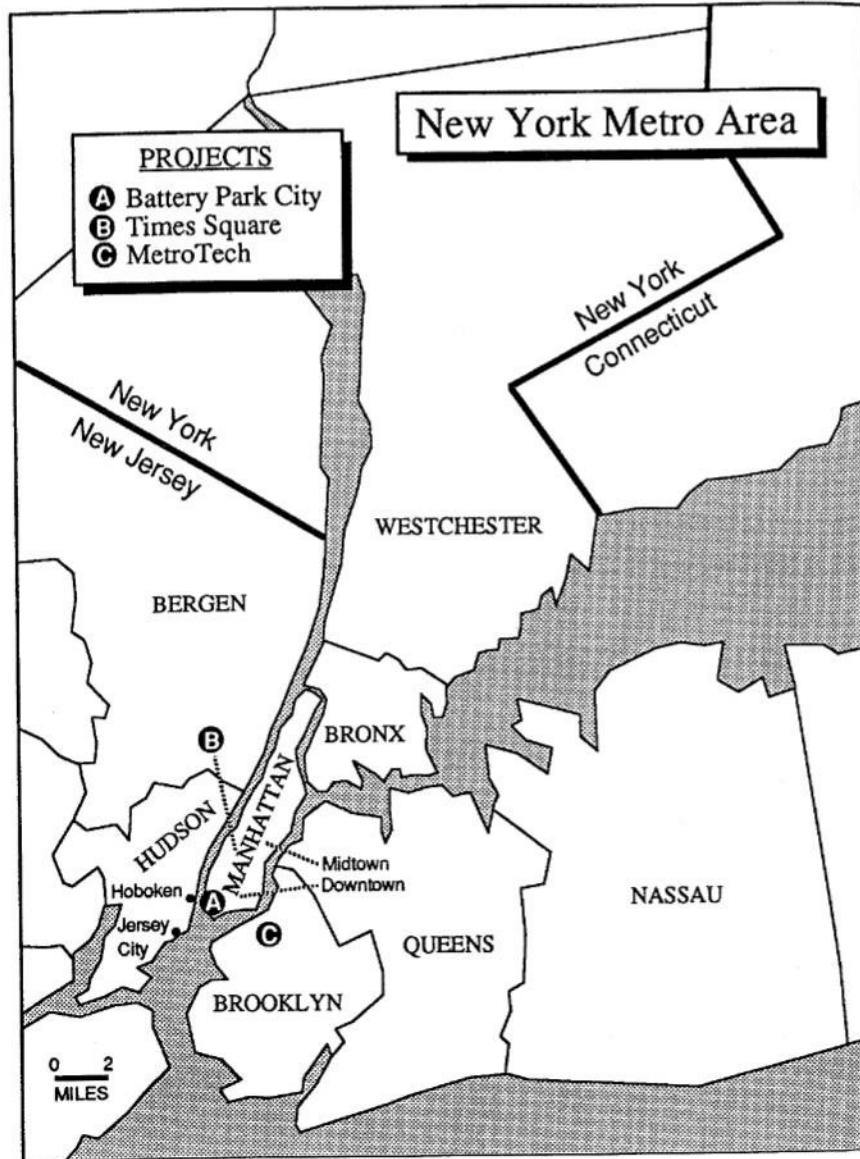 New York Metro Area
PROJECTS
A Battery Park City
B Times Square
C MetroTech
New York
Connecticut
New York
New Jersey
WESTCHESTER
BERGEN
BRONX
B
MANHATTAN
HUDSON
Midtown
Downtown
Hoboken
A
NASSAU
Jersey
City
C
QUEENS
BROOKLYN
0 2
MILES